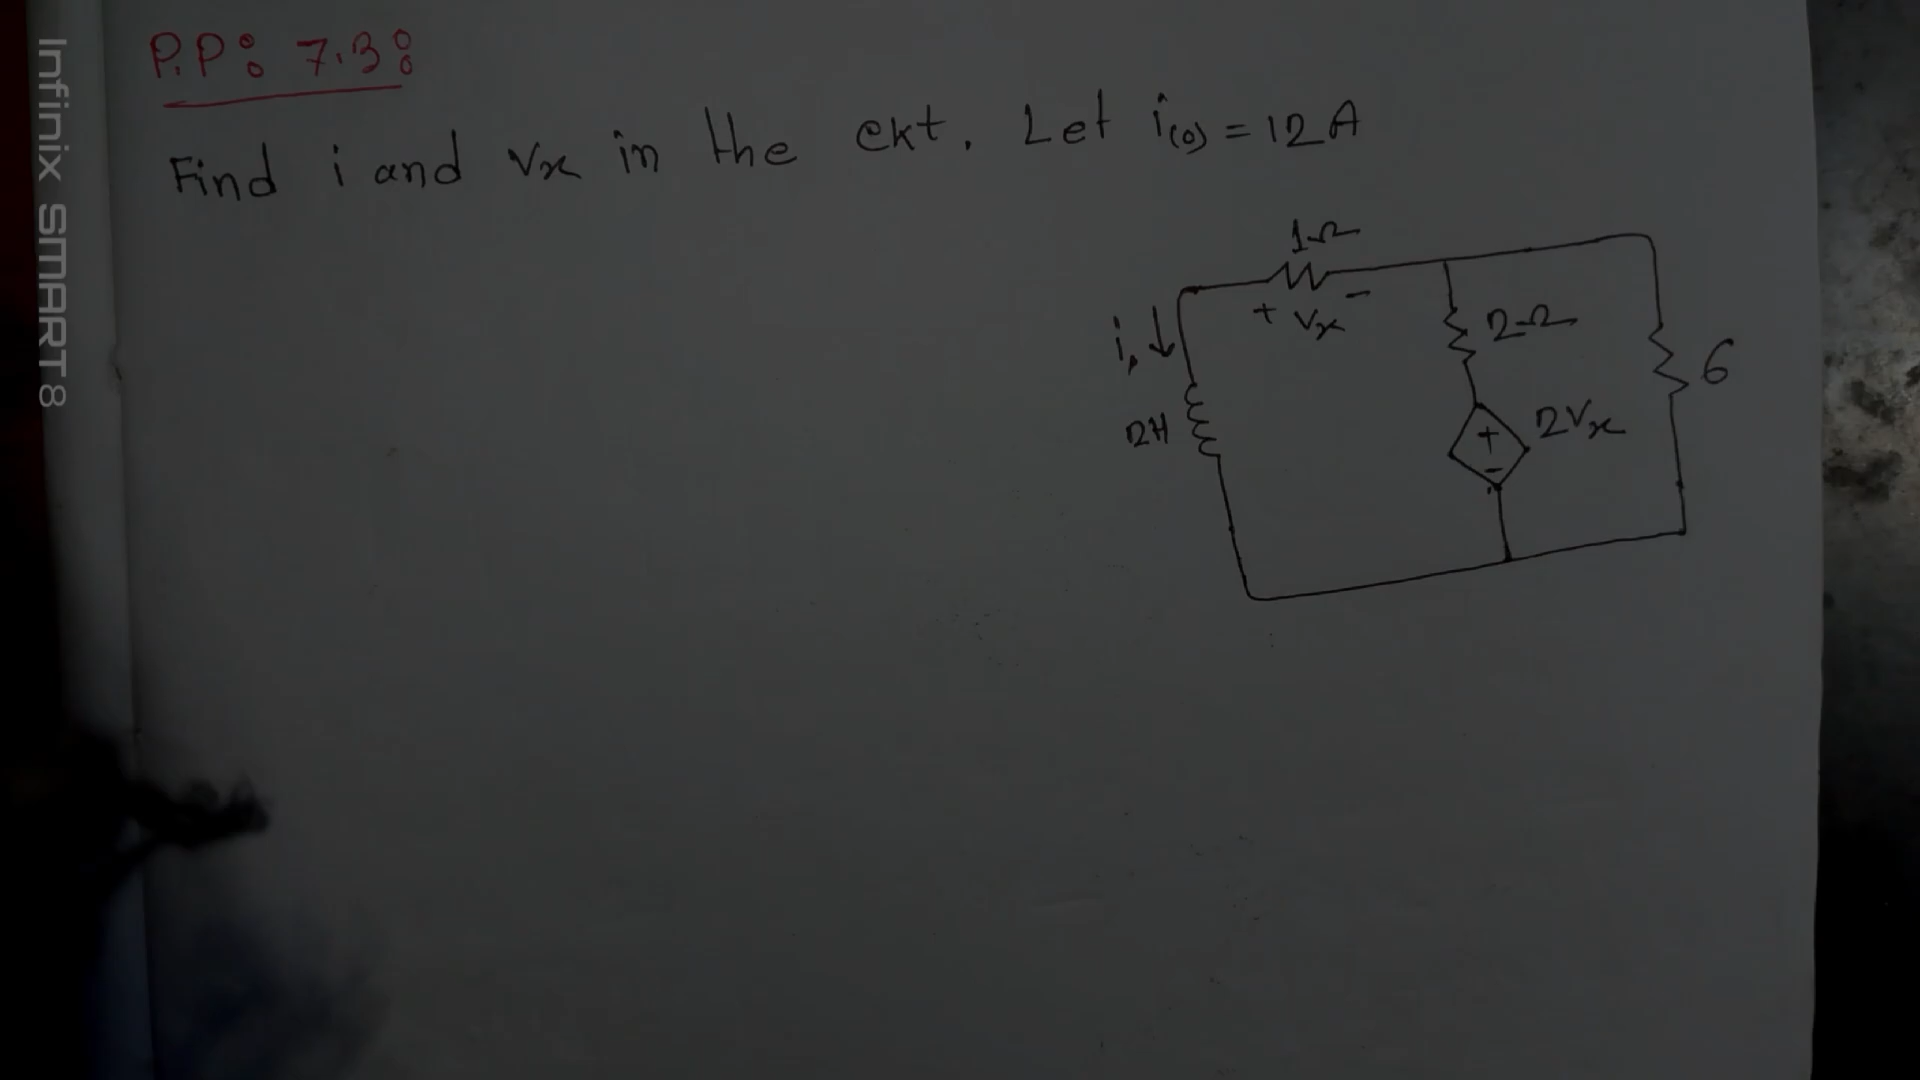 P.P: 7.3:
Find i and Vx in the ckt. Let i(0) = 12 A
1Ω
+ Vx -
i
2Ω
6
2H
+
-
2Vx
Infinix SMART 8